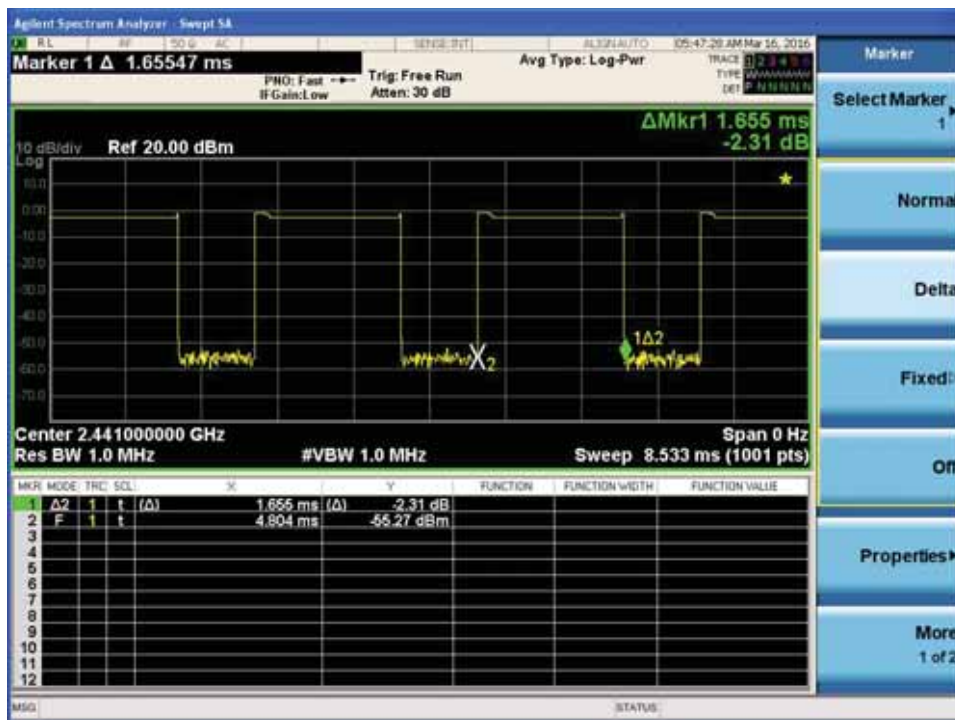 Agilent Spectrum Analyzer - Swept SA
RL RF 50 Ω AC SENSE:INT ALIGNAUTO 05:47:28 AM Mar 16, 2016
Marker 1 Δ 1.65547 ms
PNO: Fast
IFGain:Low
Trig: Free Run
Atten: 30 dB
Avg Type: Log-Pwr
TRACE 1 2 3 4 5 6
TYPE
DET P N N N N N
ΔMkr1 1.655 ms
-2.31 dB
10 dB/div Ref 20.00 dBm
Log
10.0
0.00
-10.0
-20.0
-30.0
-40.0
-50.0
-60.0
-70.0
1Δ2
2
Center 2.441000000 GHz Span 0 Hz
Res BW 1.0 MHz #VBW 1.0 MHz Sweep 8.533 ms (1001 pts)
MKR MODE TRC SCL X Y FUNCTION FUNCTION WIDTH FUNCTION VALUE
1 Δ2 1 t (Δ) 1.655 ms (Δ) -2.31 dB
2 F 1 t 4.804 ms -55.27 dBm
3
4
5
6
7
8
9
10
11
12
MSG STATUS
Marker
Select Marker
1
Norma
Delta
Fixed
Of
Properties
More
1 of 2